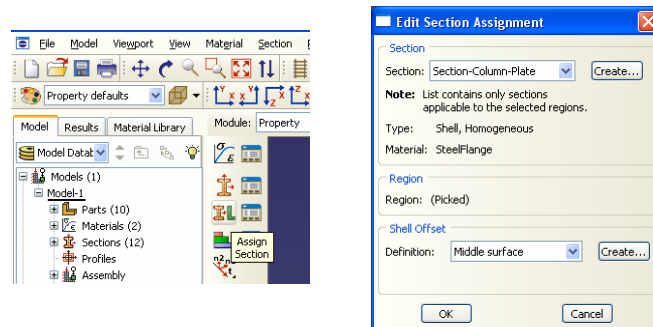 File Model Viewport View Material Section
Property defaults
Model Results Material Library
Module: Property
Model Datab
Models (1)
Model-1
Parts (10)
Materials (2)
Sections (12)
Profiles
Assembly
Assign
Section
Edit Section Assignment
Section
Section: Section-Column-Plate Create...
Note: List contains only sections
applicable to the selected regions.
Type: Shell, Homogeneous
Material: SteelFlange
Region
Region: (Picked)
Shell Offset
Definition: Middle surface Create...
OK Cancel